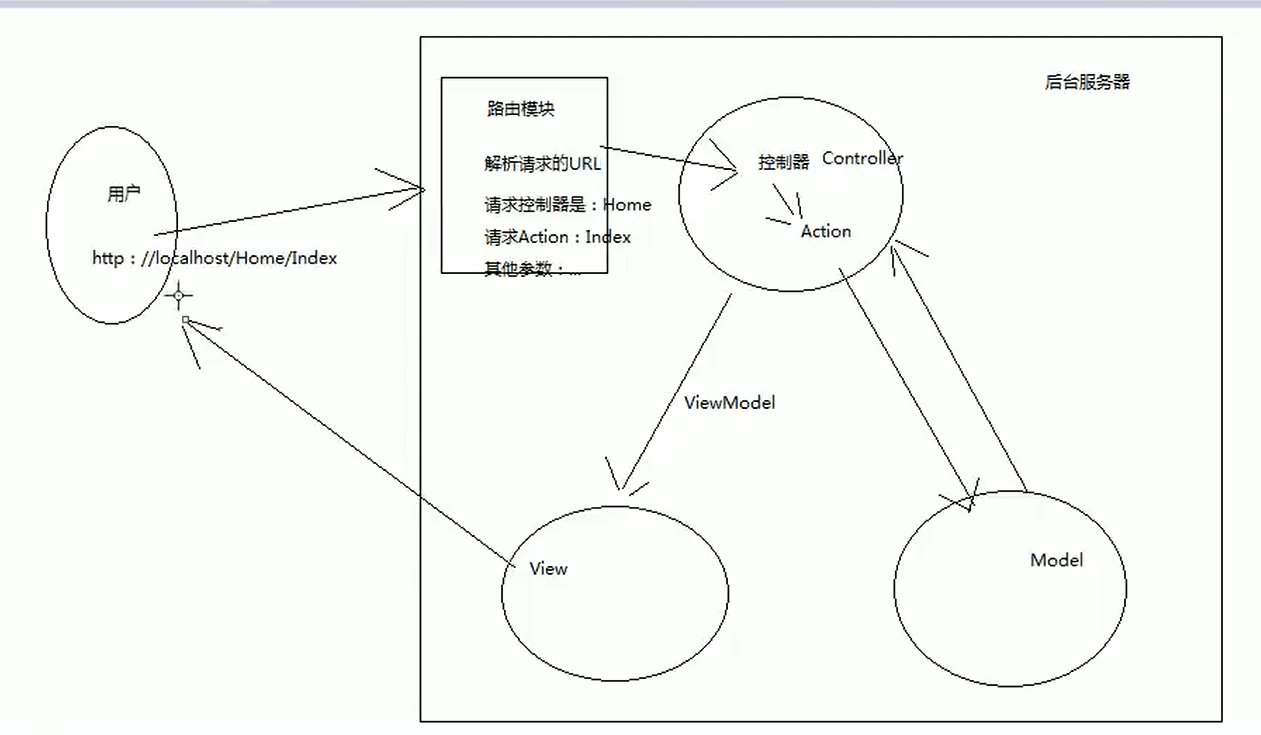 后台服务器
路由模块
解析请求的URL
请求控制器是：Home
请求Action：Index
其他参数：...
控制器 Controller
Action
用户
http：//localhost/Home/Index
ViewModel
View
Model